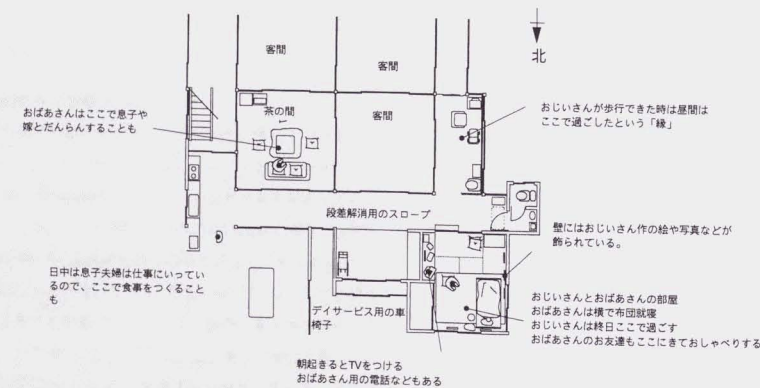 客間
客間
北
おばあさんはここで息子や
嫁とだんらんすることも
茶の間
客間
おじいさんが歩行できた時は昼間は
ここで過ごしたという「縁」
段差解消用のスロープ
壁にはおじいさん作の絵や写真などが
飾られている。
日中は息子夫婦は仕事にいってい
るので、ここで食事をつくること
も
デイサービス用の車
椅子
おじいさんとおばあさんの部屋
おばあさんは横で布団就寝
おじいさんは終日ここで過ごす
おばあさんのお友達もここにきておしゃべりする
朝起きるとTVをつける
おばあさん用の電話などもある